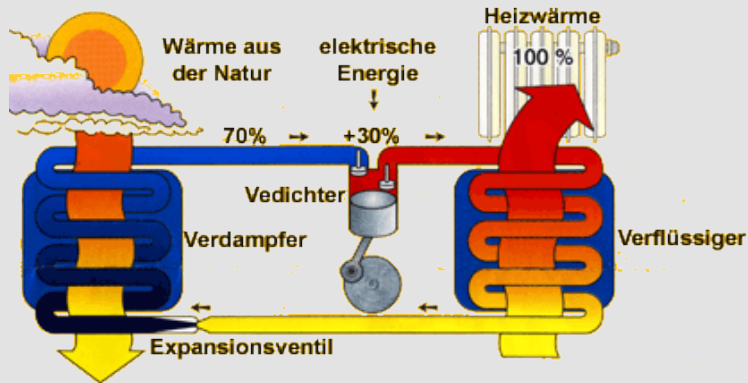 Heizwärme
100 %
Wärme aus
der Natur
elektrische
Energie
70%
+30%
Vedichter
Verdampfer
Verflüssiger
Expansionsventil